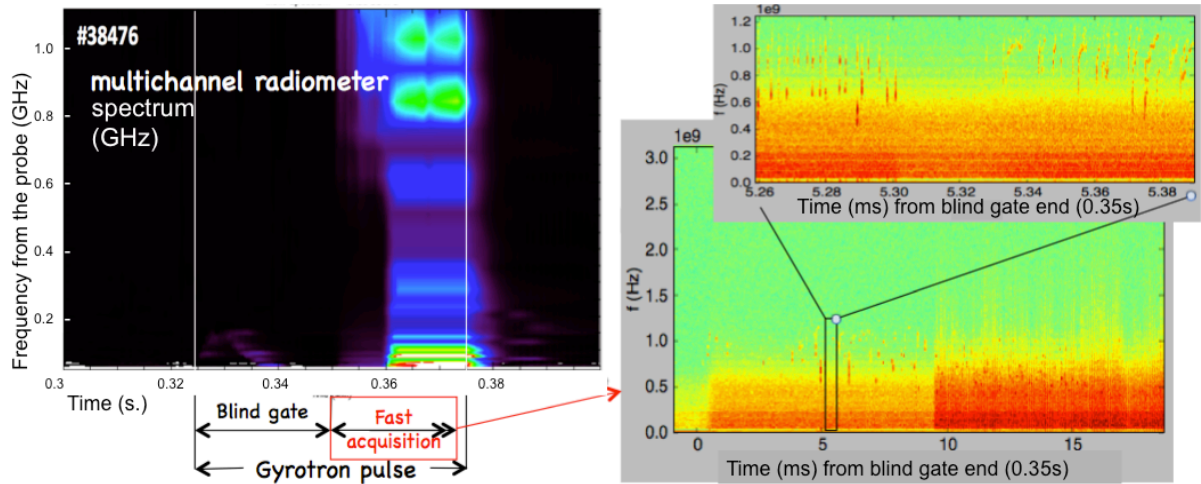 #38476
multichannel radiometer
spectrum
(GHz)
Frequency from the probe (GHz)
1.0
0.8
0.6
0.4
0.2
0.3
0.32
0.34
0.36
0.38
Time (s.)
Blind gate
Fast
acquisition
Gyrotron pulse
1e9
f (Hz)
1.2
1.0
0.8
0.6
0.4
0.2
0.0
5.26
5.28
5.30
5.32
5.34
5.36
5.38
Time (ms) from blind gate end (0.35s)
1e9
f (Hz)
3.0
2.5
2.0
1.5
1.0
0.5
0.0
0
5
10
15
Time (ms) from blind gate end (0.35s)